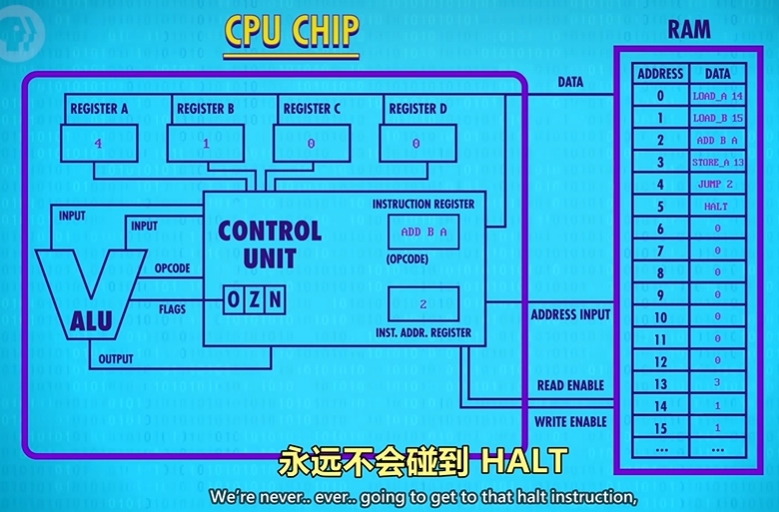 CPU CHIP
RAM
DATA
ADDRESS DATA
0 LOAD_A 14
1 LOAD_B 15
2 ADD B A
3 STORE_A 13
4 JUMP 2
5 HALT
6 0
7 0
8 0
9 0
10 0
11 0
12 0
13 3
14 1
15 1
... ...
REGISTER A REGISTER B REGISTER C REGISTER D
4 1 0 0
INPUT
INPUT
CONTROL
UNIT
INSTRUCTION REGISTER
ADD B A
(OPCODE)
2
INST. ADDR. REGISTER
OPCODE
FLAGS
O Z N
ALU
OUTPUT
ADDRESS INPUT
READ ENABLE
WRITE ENABLE
永远不会碰到 HALT
We're never.. ever.. going to get to that halt instruction,